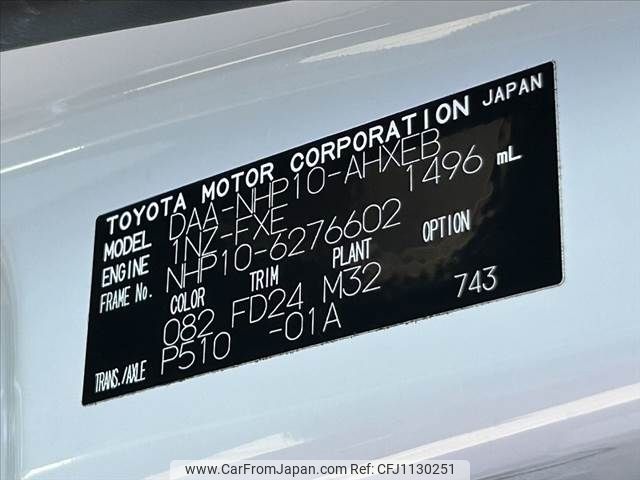 TOYOTA MOTOR CORPORATION JAPAN
MODEL DAA-NHP10-AHXEB
ENGINE 1NZ-FXE 1496 mL
FRAME No. NHP10-6276602
COLOR TRIM PLANT OPTION
082 FD24 M32 743
TRANS./AXLE P510 -01A
www.CarFromJapan.com Ref:CFJ1130251